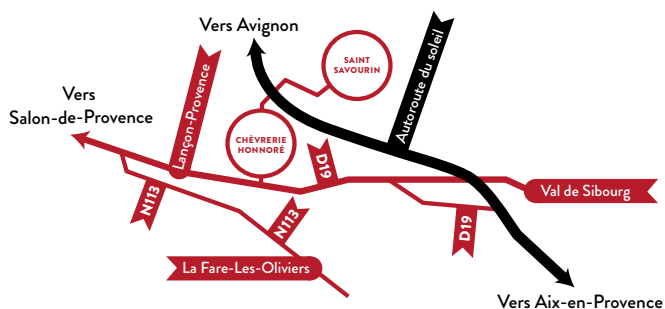 Vers Avignon
SAINT
SAVOURIN
Autoroute du soleil
Vers
Salon-de-Provence
Lançon-Provence
CHÈVRERIE
HONNORÉ
D19
N113
Val de Sibourg
N113
D19
La Fare-Les-Oliviers
Vers Aix-en-Provence